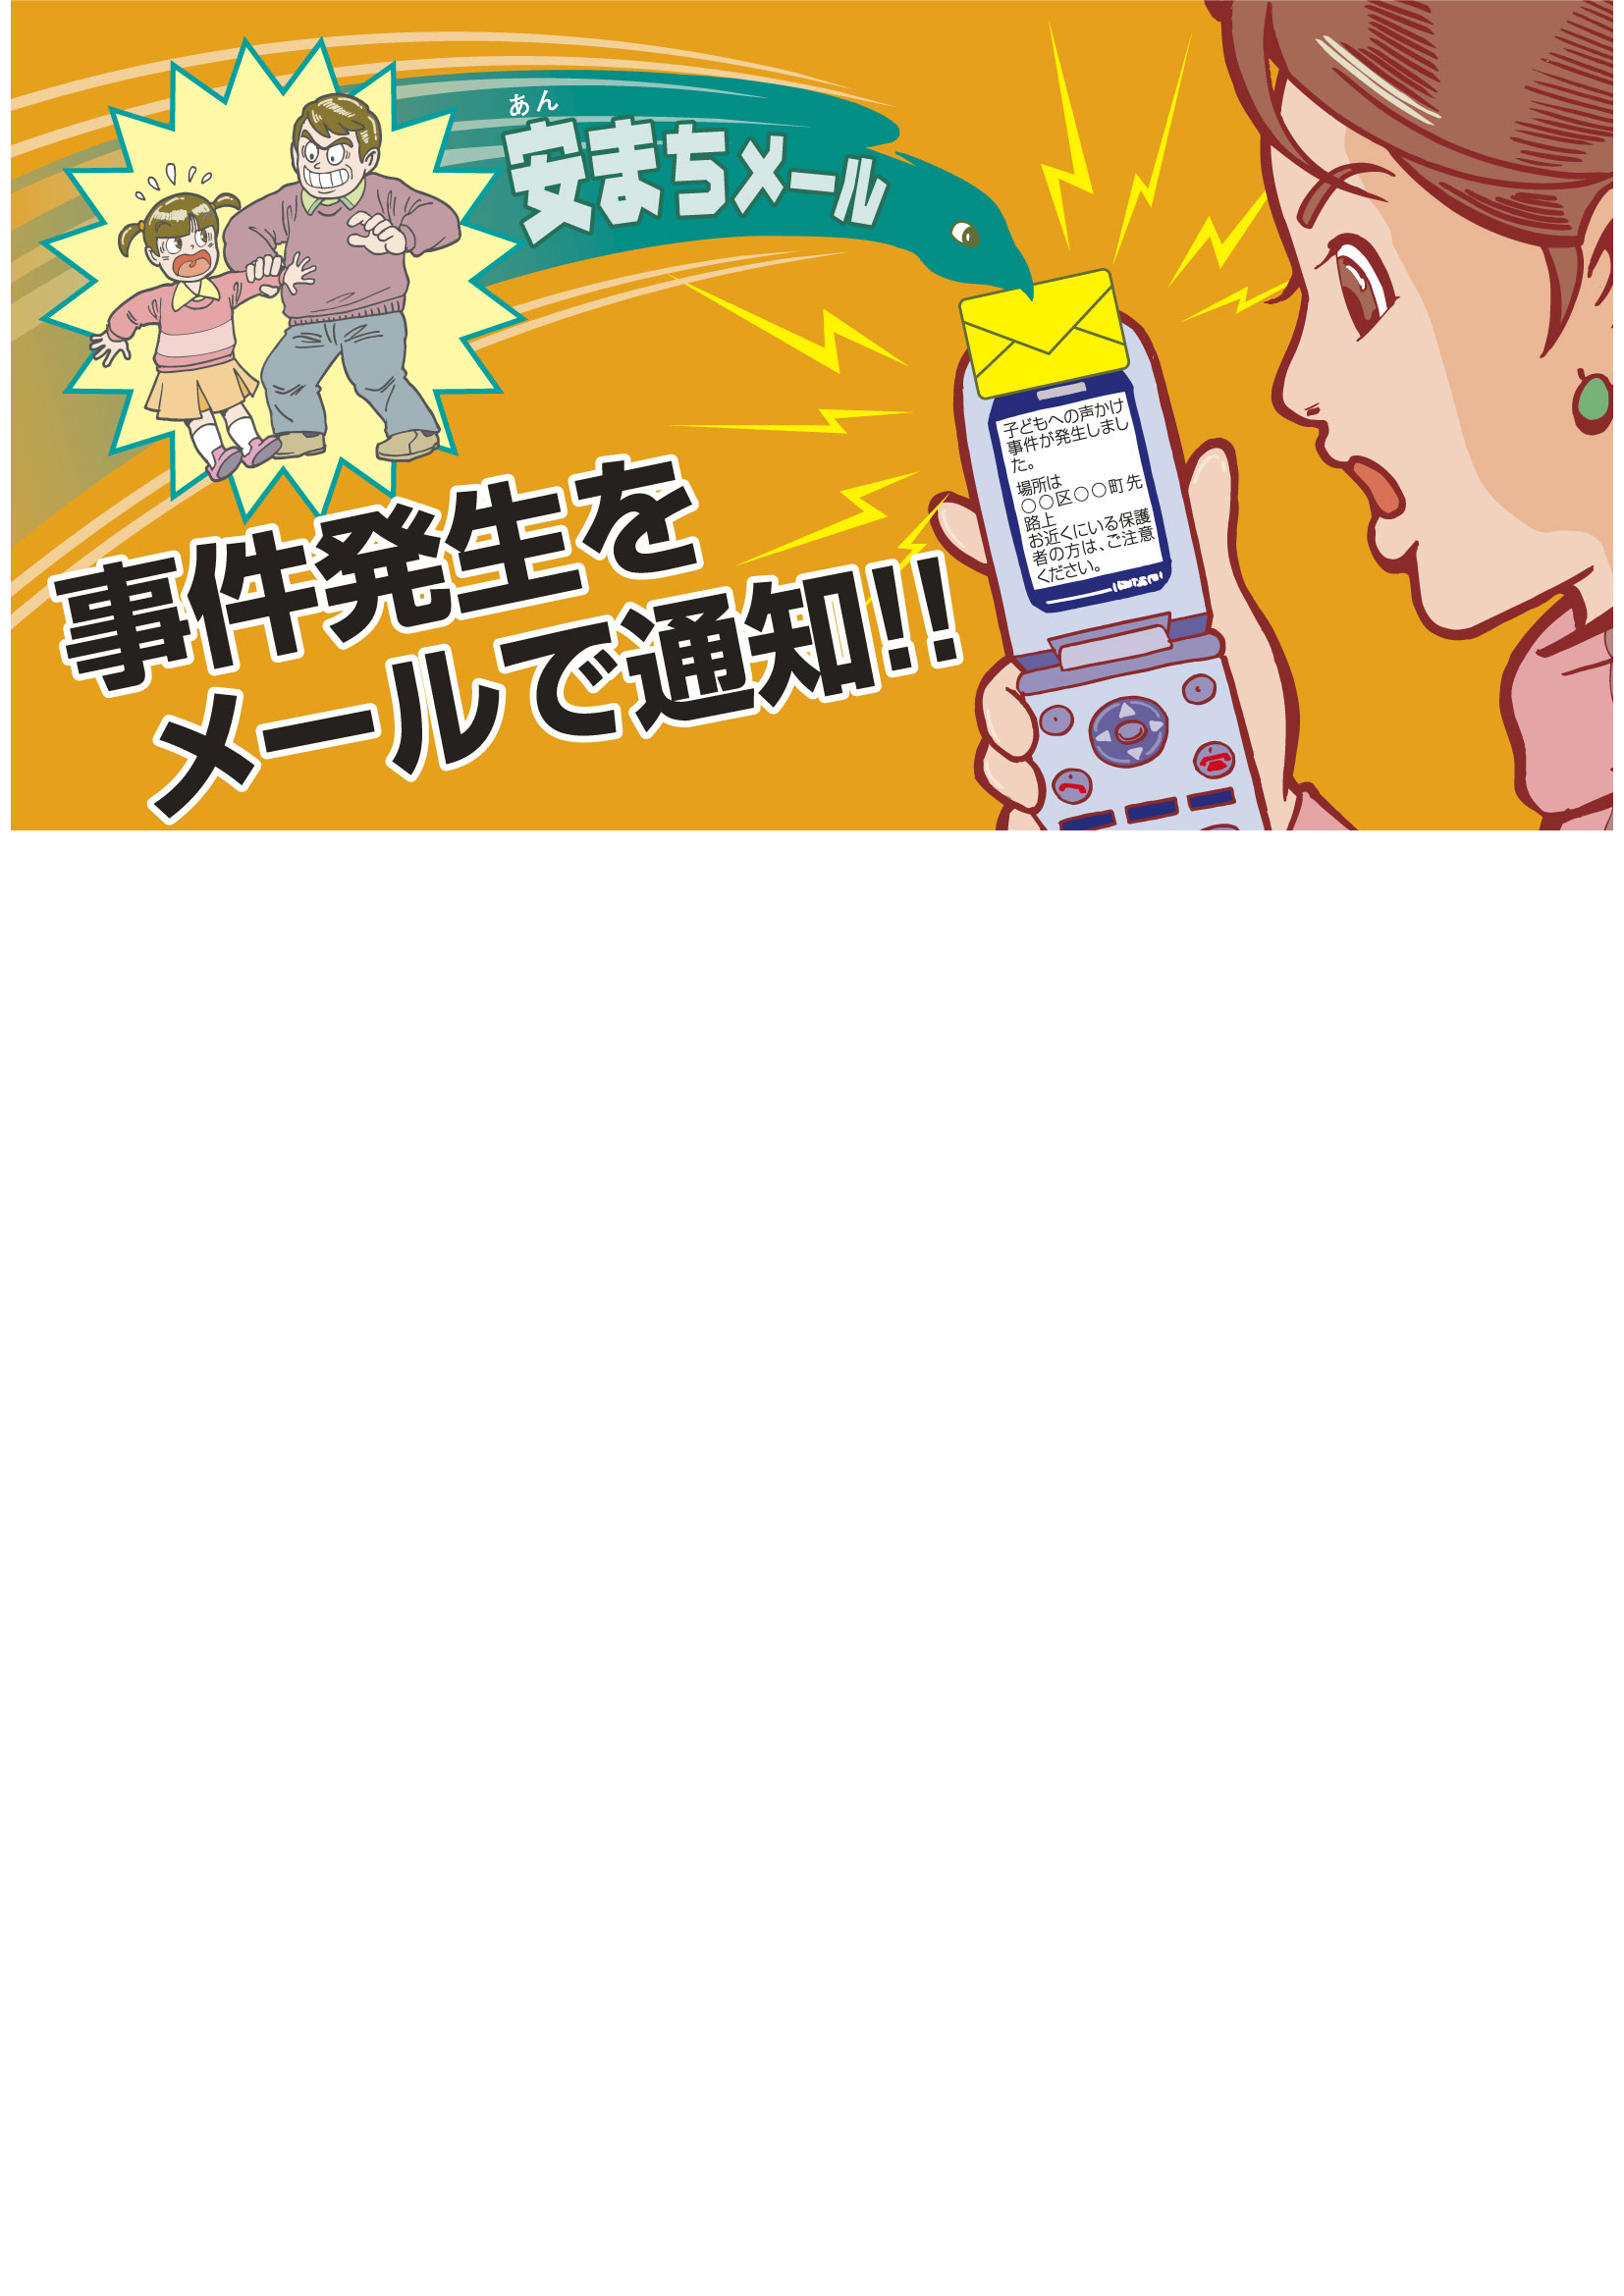 あん
安まちメール
子どもへの声かけ
事件が発生しまし
た。
場所は
○○区○○町先
路上
お近くにいる保護
者の方は、ご注意
ください。
事件発生を
メールで通知!!